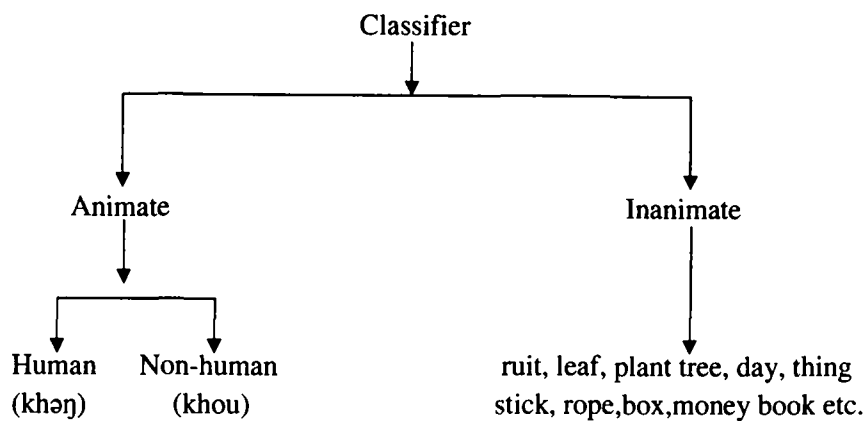 Classifier
Animate
Inanimate
Human
Non-human
(khəŋ)
(khou)
ruit, leaf, plant tree, day, thing
stick, rope,box,money book etc.